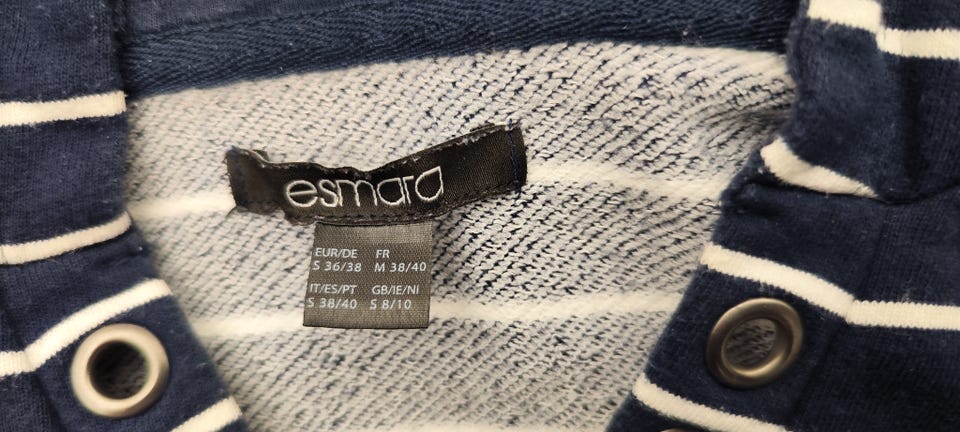 esmara
EUR/DE FR
S 36/38 M 38/40
IT/ES/PT GB/IE/NI
S 38/40 S 8/10